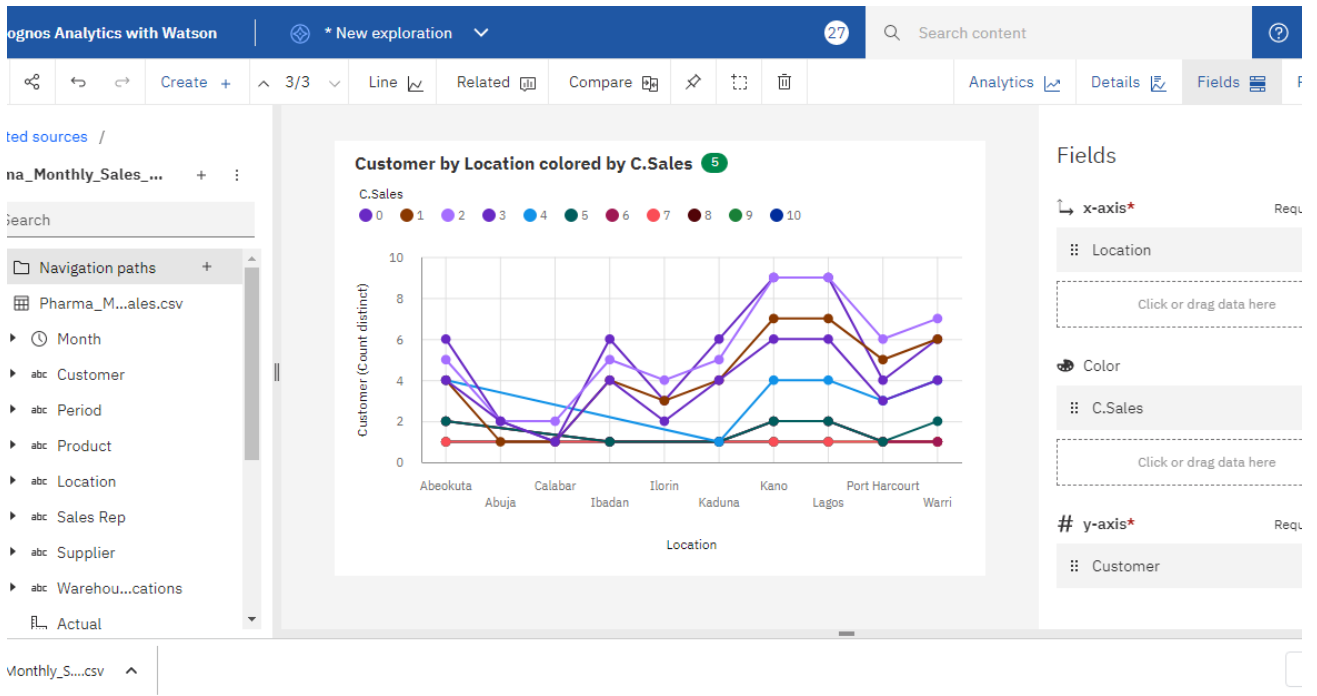 ognos Analytics with Watson
* New exploration
27
Search content
Create +
3/3
Line
Related
Compare
Analytics
Details
Fields
ted sources /
na_Monthly_Sales_... +
Search
Navigation paths +
Pharma_M...ales.csv
Month
abc Customer
abc Period
abc Product
abc Location
abc Sales Rep
abc Supplier
abc Warehou...cations
Actual
Customer by Location colored by C.Sales 5
C.Sales
0 1 2 3 4 5 6 7 8 9 10
Customer (Count distinct)
10
8
6
4
2
0
Abeokuta
Abuja
Calabar
Ibadan
Ilorin
Kaduna
Kano
Lagos
Port Harcourt
Warri
Location
Fields
x-axis* Requ
Location
Click or drag data here
Color
C.Sales
Click or drag data here
# y-axis* Requ
Customer
Monthly_S....csv